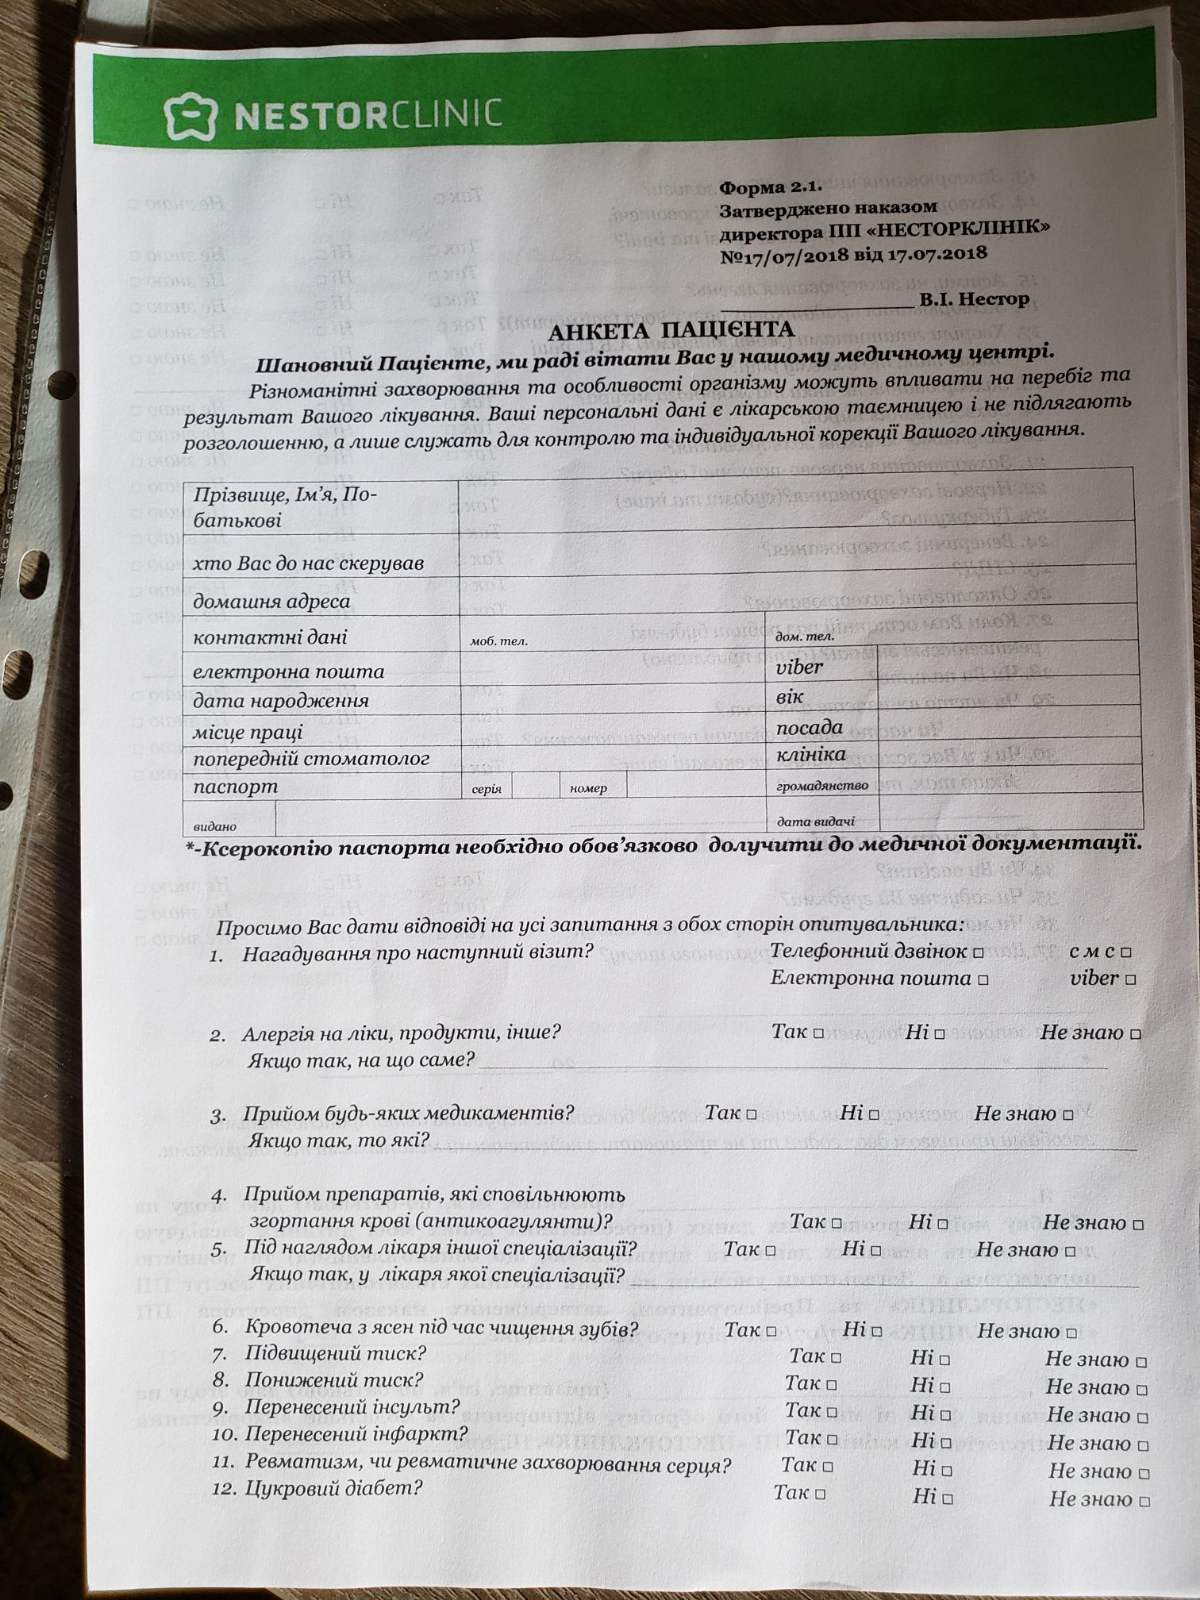 NESTORCLINIC
Форма 2.1.
Затверджено наказом
директора ПП «НЕСТОРКЛІНІК»
№17/07/2018 від 17.07.2018
________________ В.І. Нестор
АНКЕТА ПАЦІЄНТА
Шановний Пацієнте, ми раді вітати Вас у нашому медичному центрі.
Різноманітні захворювання та особливості організму можуть впливати на перебіг та
результат Вашого лікування. Ваші персональні дані є лікарською таємницею і не підлягають
розголошенню, а лише служать для контролю та індивідуальної корекції Вашого лікування.
Прізвище, Ім’я, По-
батькові
хто Вас до нас скерував
домашня адреса
контактні дані моб. тел. дом. тел.
електронна пошта viber
дата народження вік
місце праці посада
попередній стоматолог клініка
паспорт серія номер громадянство
видано дата видачі
*-Ксерокопію паспорта необхідно обов’язково долучити до медичної документації.
Просимо Вас дати відповіді на усі запитання з обох сторін опитувальника:
1. Нагадування про наступний візит? Телефонний дзвінок □ с м с □
Електронна пошта □ viber □
2. Алергія на ліки, продукти, інше? Так □ Ні □ Не знаю □
Якщо так, на що саме?
3. Прийом будь-яких медикаментів? Так □ Ні □ Не знаю □
Якщо так, то які?
4. Прийом препаратів, які сповільнюють
згортання крові (антикоагулянти)? Так □ Ні □ Не знаю □
5. Під наглядом лікаря іншої спеціалізації? Так □ Ні □ Не знаю □
Якщо так, у лікаря якої спеціалізації?
6. Кровотеча з ясен під час чищення зубів? Так □ Ні □ Не знаю □
7. Підвищений тиск? Так □ Ні □ Не знаю □
8. Понижений тиск? Так □ Ні □ Не знаю □
9. Перенесений інсульт? Так □ Ні □ Не знаю □
10. Перенесений інфаркт? Так □ Ні □ Не знаю □
11. Ревматизм, чи ревматичне захворювання серця? Так □ Ні □ Не знаю □
12. Цукровий діабет? Так □ Ні □ Не знаю □